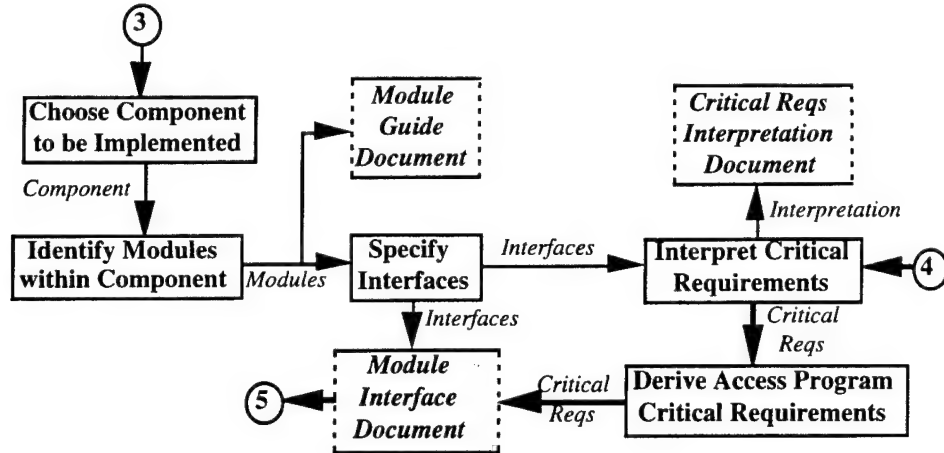 3
Choose Component
to be Implemented
Module
Guide
Document
Critical Reqs
Interpretation
Document
Component
Interpretation
Identify Modules
within Component
Modules
Specify
Interfaces
Interfaces
Interpret Critical
Requirements
4
Interfaces
Critical
Reqs
Module
Interface
Document
5
Critical
Reqs
Derive Access Program
Critical Requirements